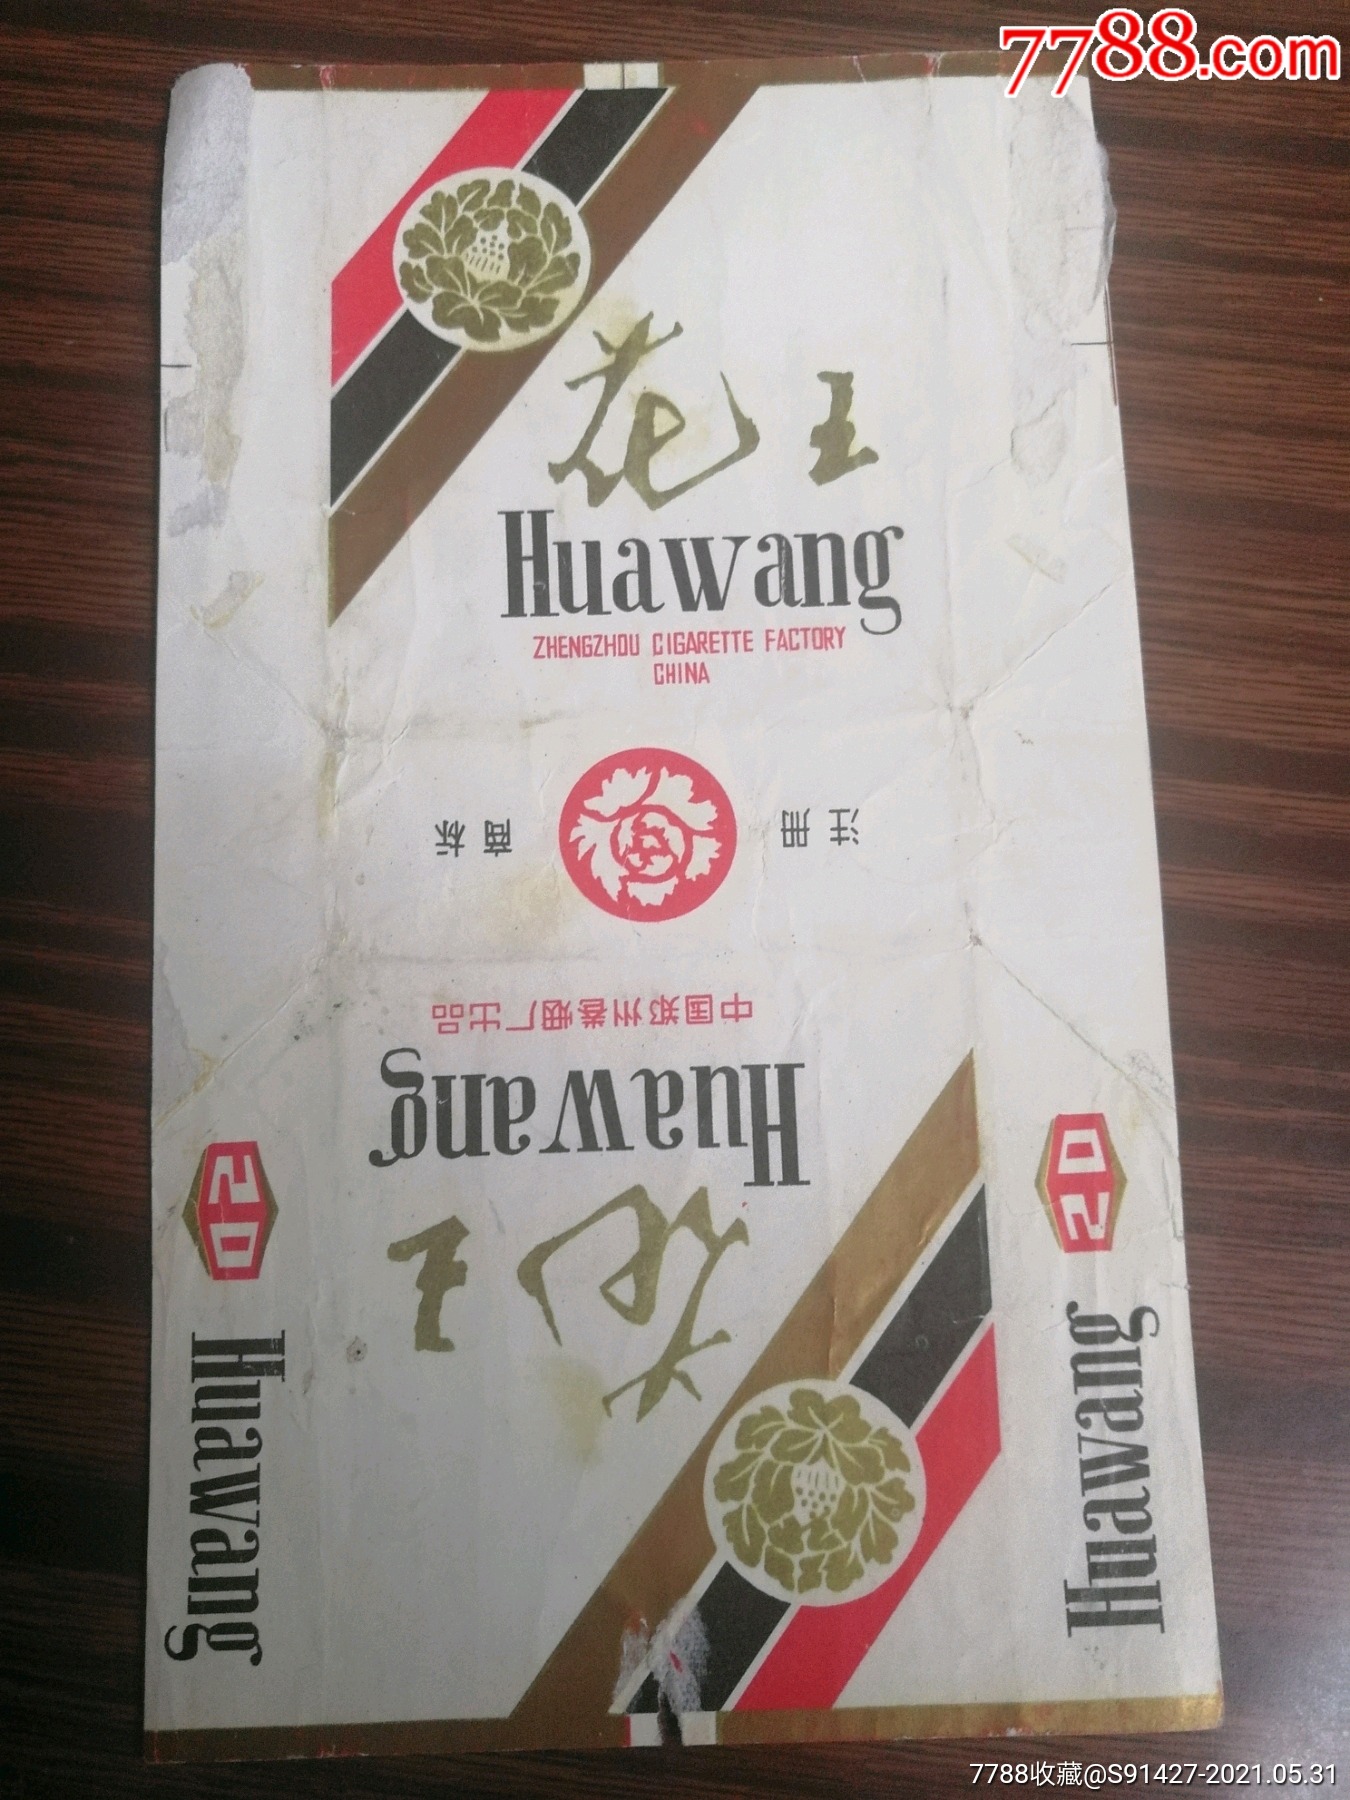 7788.com
花王
Huawang
ZHENGZHOU CIGARETTE FACTORY
CHINA
注册 商标
中国郑州卷烟厂出品
Huawang
花王
20
Huawang
20
Huawang
7788收藏@S91427-2021.05.31